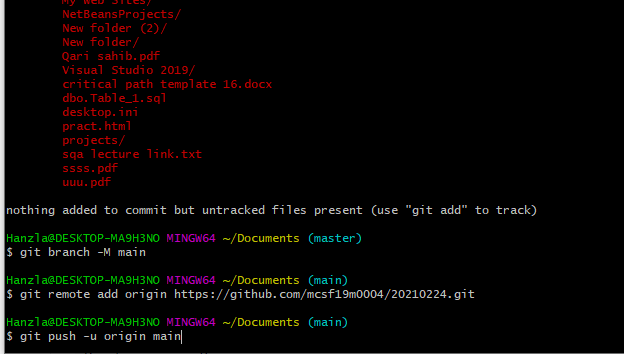 My Web Sites/
NetBeansProjects/
New folder (2)/
New folder/
Qari sahib.pdf
Visual Studio 2019/
critical path template 16.docx
dbo.Table_1.sql
desktop.ini
pract.html
projects/
sqa lecture link.txt
ssss.pdf
uuu.pdf
nothing added to commit but untracked files present (use "git add" to track)
Hanzla@DESKTOP-MA9H3NO MINGW64 ~/Documents (master)
$ git branch -M main
Hanzla@DESKTOP-MA9H3NO MINGW64 ~/Documents (main)
$ git remote add origin https://github.com/mcsf19m0004/20210224.git
Hanzla@DESKTOP-MA9H3NO MINGW64 ~/Documents (main)
$ git push -u origin main